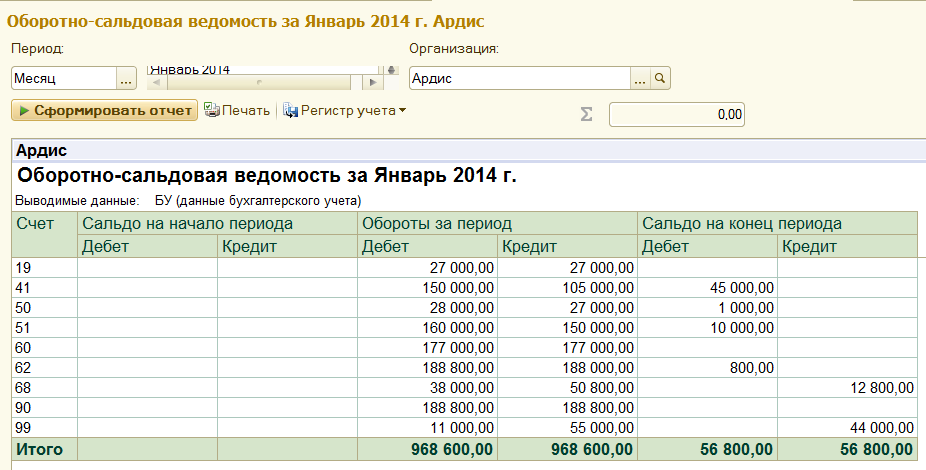 Оборотно-сальдовая ведомость за Январь 2014 г. Ардис
Период: Организация:
Месяц ... Январь 2014 Ардис ...
Сформировать отчет Печать Регистр учета Σ 0,00
Ардис
Оборотно-сальдовая ведомость за Январь 2014 г.
Выводимые данные: БУ (данные бухгалтерского учета)
Счет Сальдо на начало периода Обороты за период Сальдо на конец периода
Дебет Кредит Дебет Кредит Дебет Кредит
19 27 000,00 27 000,00
41 150 000,00 105 000,00 45 000,00
50 28 000,00 27 000,00 1 000,00
51 160 000,00 150 000,00 10 000,00
60 177 000,00 177 000,00
62 188 800,00 188 000,00 800,00
68 38 000,00 50 800,00 12 800,00
90 188 800,00 188 800,00
99 11 000,00 55 000,00 44 000,00
Итого 968 600,00 968 600,00 56 800,00 56 800,00